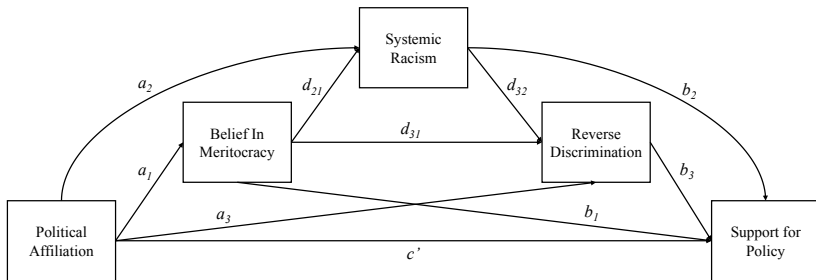 Systemic
Racism
a2
b2
d21
d32
Belief In
Meritocracy
d31
Reverse
Discrimination
a1
b3
a3
b1
Political
Affiliation
c’
Support for
Policy